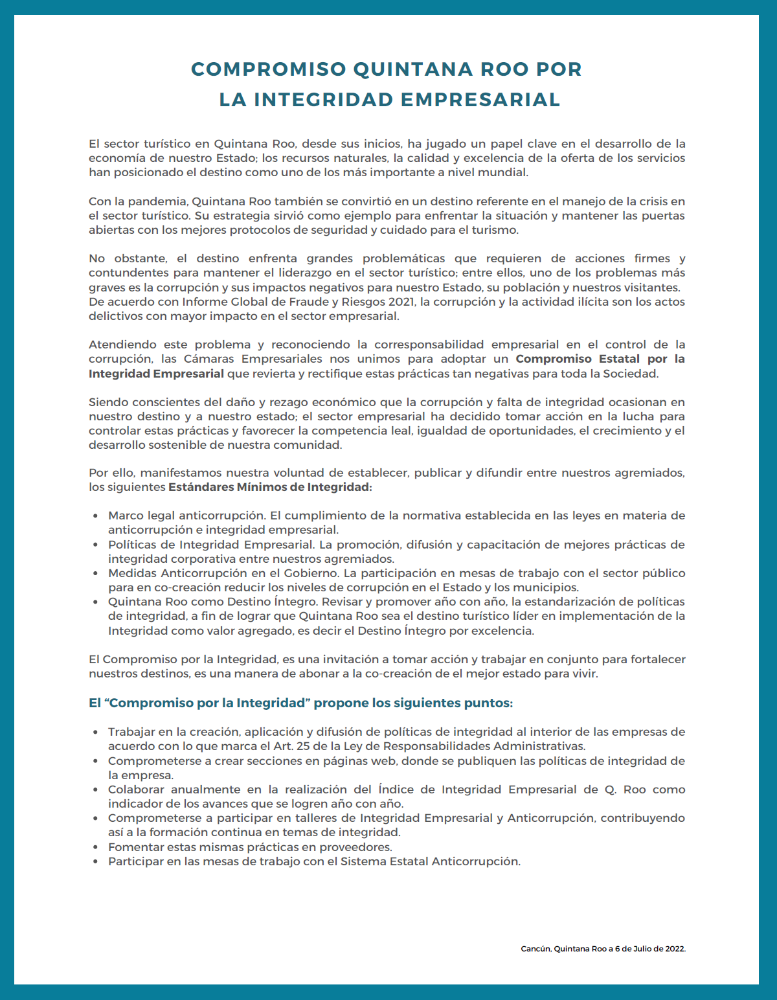 COMPROMISO QUINTANA ROO POR
LA INTEGRIDAD EMPRESARIAL
El sector turístico en Quintana Roo, desde sus inicios, ha jugado un papel clave en el desarrollo de la
economía de nuestro Estado; los recursos naturales, la calidad y excelencia de la oferta de los servicios
han posicionado el destino como uno de los más importante a nivel mundial.
Con la pandemia, Quintana Roo también se convirtió en un destino referente en el manejo de la crisis en
el sector turístico. Su estrategia sirvió como ejemplo para enfrentar la situación y mantener las puertas
abiertas con los mejores protocolos de seguridad y cuidado para el turismo.
No obstante, el destino enfrenta grandes problemáticas que requieren de acciones firmes y
contundentes para mantener el liderazgo en el sector turístico; entre ellos, uno de los problemas más
graves es la corrupción y sus impactos negativos para nuestro Estado, su población y nuestros visitantes.
De acuerdo con Informe Global de Fraude y Riesgos 2021, la corrupción y la actividad ilícita son los actos
delictivos con mayor impacto en el sector empresarial.
Atendiendo este problema y reconociendo la corresponsabilidad empresarial en el control de la
corrupción, las Cámaras Empresariales nos unimos para adoptar un Compromiso Estatal por la
Integridad Empresarial que revierta y rectifique estas prácticas tan negativas para toda la Sociedad.
Siendo conscientes del daño y rezago económico que la corrupción y falta de integridad ocasionan en
nuestro destino y a nuestro estado; el sector empresarial ha decidido tomar acción en la lucha para
controlar estas prácticas y favorecer la competencia leal, igualdad de oportunidades, el crecimiento y el
desarrollo sostenible de nuestra comunidad.
Por ello, manifestamos nuestra voluntad de establecer, publicar y difundir entre nuestros agremiados,
los siguientes Estándares Mínimos de Integridad:
• Marco legal anticorrupción. El cumplimiento de la normativa establecida en las leyes en materia de
anticorrupción e integridad empresarial.
• Políticas de Integridad Empresarial. La promoción, difusión y capacitación de mejores prácticas de
integridad corporativa entre nuestros agremiados.
• Medidas Anticorrupción en el Gobierno. La participación en mesas de trabajo con el sector público
para en co-creación reducir los niveles de corrupción en el Estado y los municipios.
• Quintana Roo como Destino Íntegro. Revisar y promover año con año, la estandarización de políticas
de integridad, a fin de lograr que Quintana Roo sea el destino turístico líder en implementación de la
Integridad como valor agregado, es decir el Destino Íntegro por excelencia.
El Compromiso por la Integridad, es una invitación a tomar acción y trabajar en conjunto para fortalecer
nuestros destinos, es una manera de abonar a la co-creación de el mejor estado para vivir.
El “Compromiso por la Integridad” propone los siguientes puntos:
• Trabajar en la creación, aplicación y difusión de políticas de integridad al interior de las empresas de
acuerdo con lo que marca el Art. 25 de la Ley de Responsabilidades Administrativas.
• Comprometerse a crear secciones en páginas web, donde se publiquen las políticas de integridad de
la empresa.
• Colaborar anualmente en la realización del Índice de Integridad Empresarial de Q. Roo como
indicador de los avances que se logren año con año.
• Comprometerse a participar en talleres de Integridad Empresarial y Anticorrupción, contribuyendo
así a la formación continua en temas de integridad.
• Fomentar estas mismas prácticas en proveedores.
• Participar en las mesas de trabajo con el Sistema Estatal Anticorrupción.
Cancún, Quintana Roo a 6 de Julio de 2022.